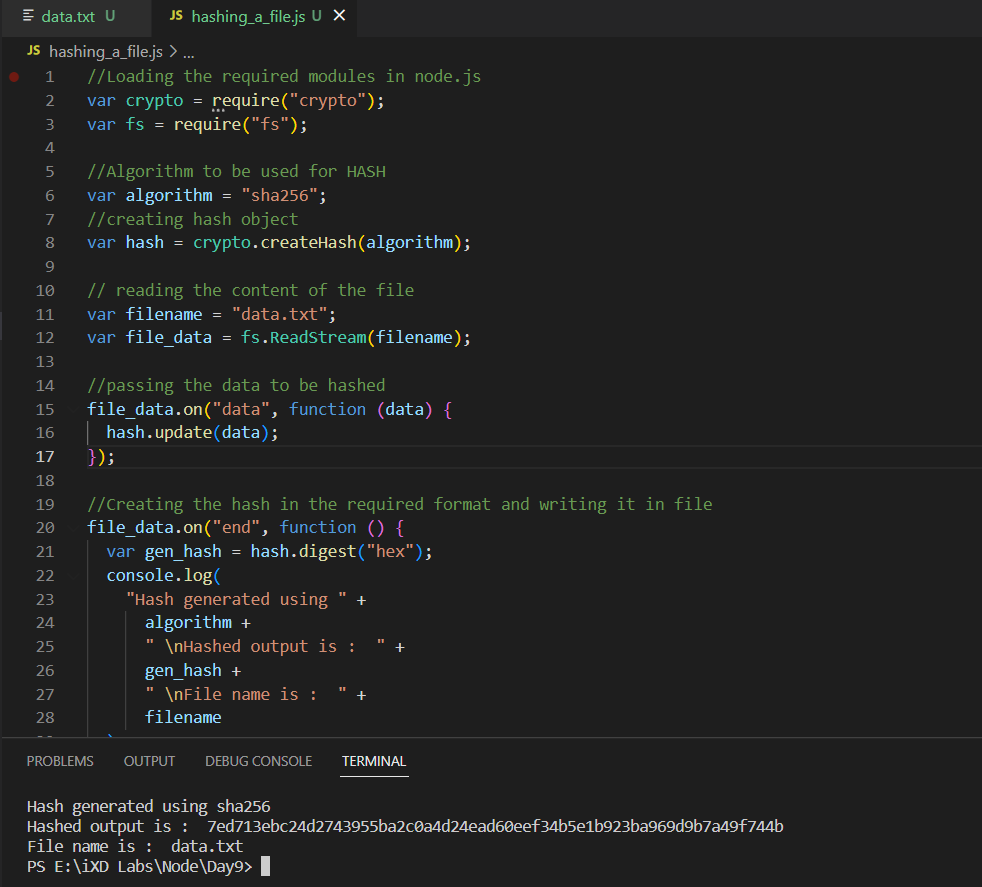 data.txt U JS hashing_a_file.js U
JS hashing_a_file.js > ...
1 //Loading the required modules in node.js
2 var crypto = require("crypto");
3 var fs = require("fs");
4
5 //Algorithm to be used for HASH
6 var algorithm = "sha256";
7 //creating hash object
8 var hash = crypto.createHash(algorithm);
9
10 // reading the content of the file
11 var filename = "data.txt";
12 var file_data = fs.ReadStream(filename);
13
14 //passing the data to be hashed
15 file_data.on("data", function (data) {
16 hash.update(data);
17 });
18
19 //Creating the hash in the required format and writing it in file
20 file_data.on("end", function () {
21 var gen_hash = hash.digest("hex");
22 console.log(
23 "Hash generated using " +
24 algorithm +
25 " \nHashed output is :  " +
26 gen_hash +
27 " \nFile name is :  " +
28 filename
PROBLEMS OUTPUT DEBUG CONSOLE TERMINAL
Hash generated using sha256
Hashed output is :  7ed713ebc24d2743955ba2c0a4d24ead60eef34b5e1b923ba969d9b7a49f744b
File name is :  data.txt
PS E:\iXD Labs\Node\Day9>